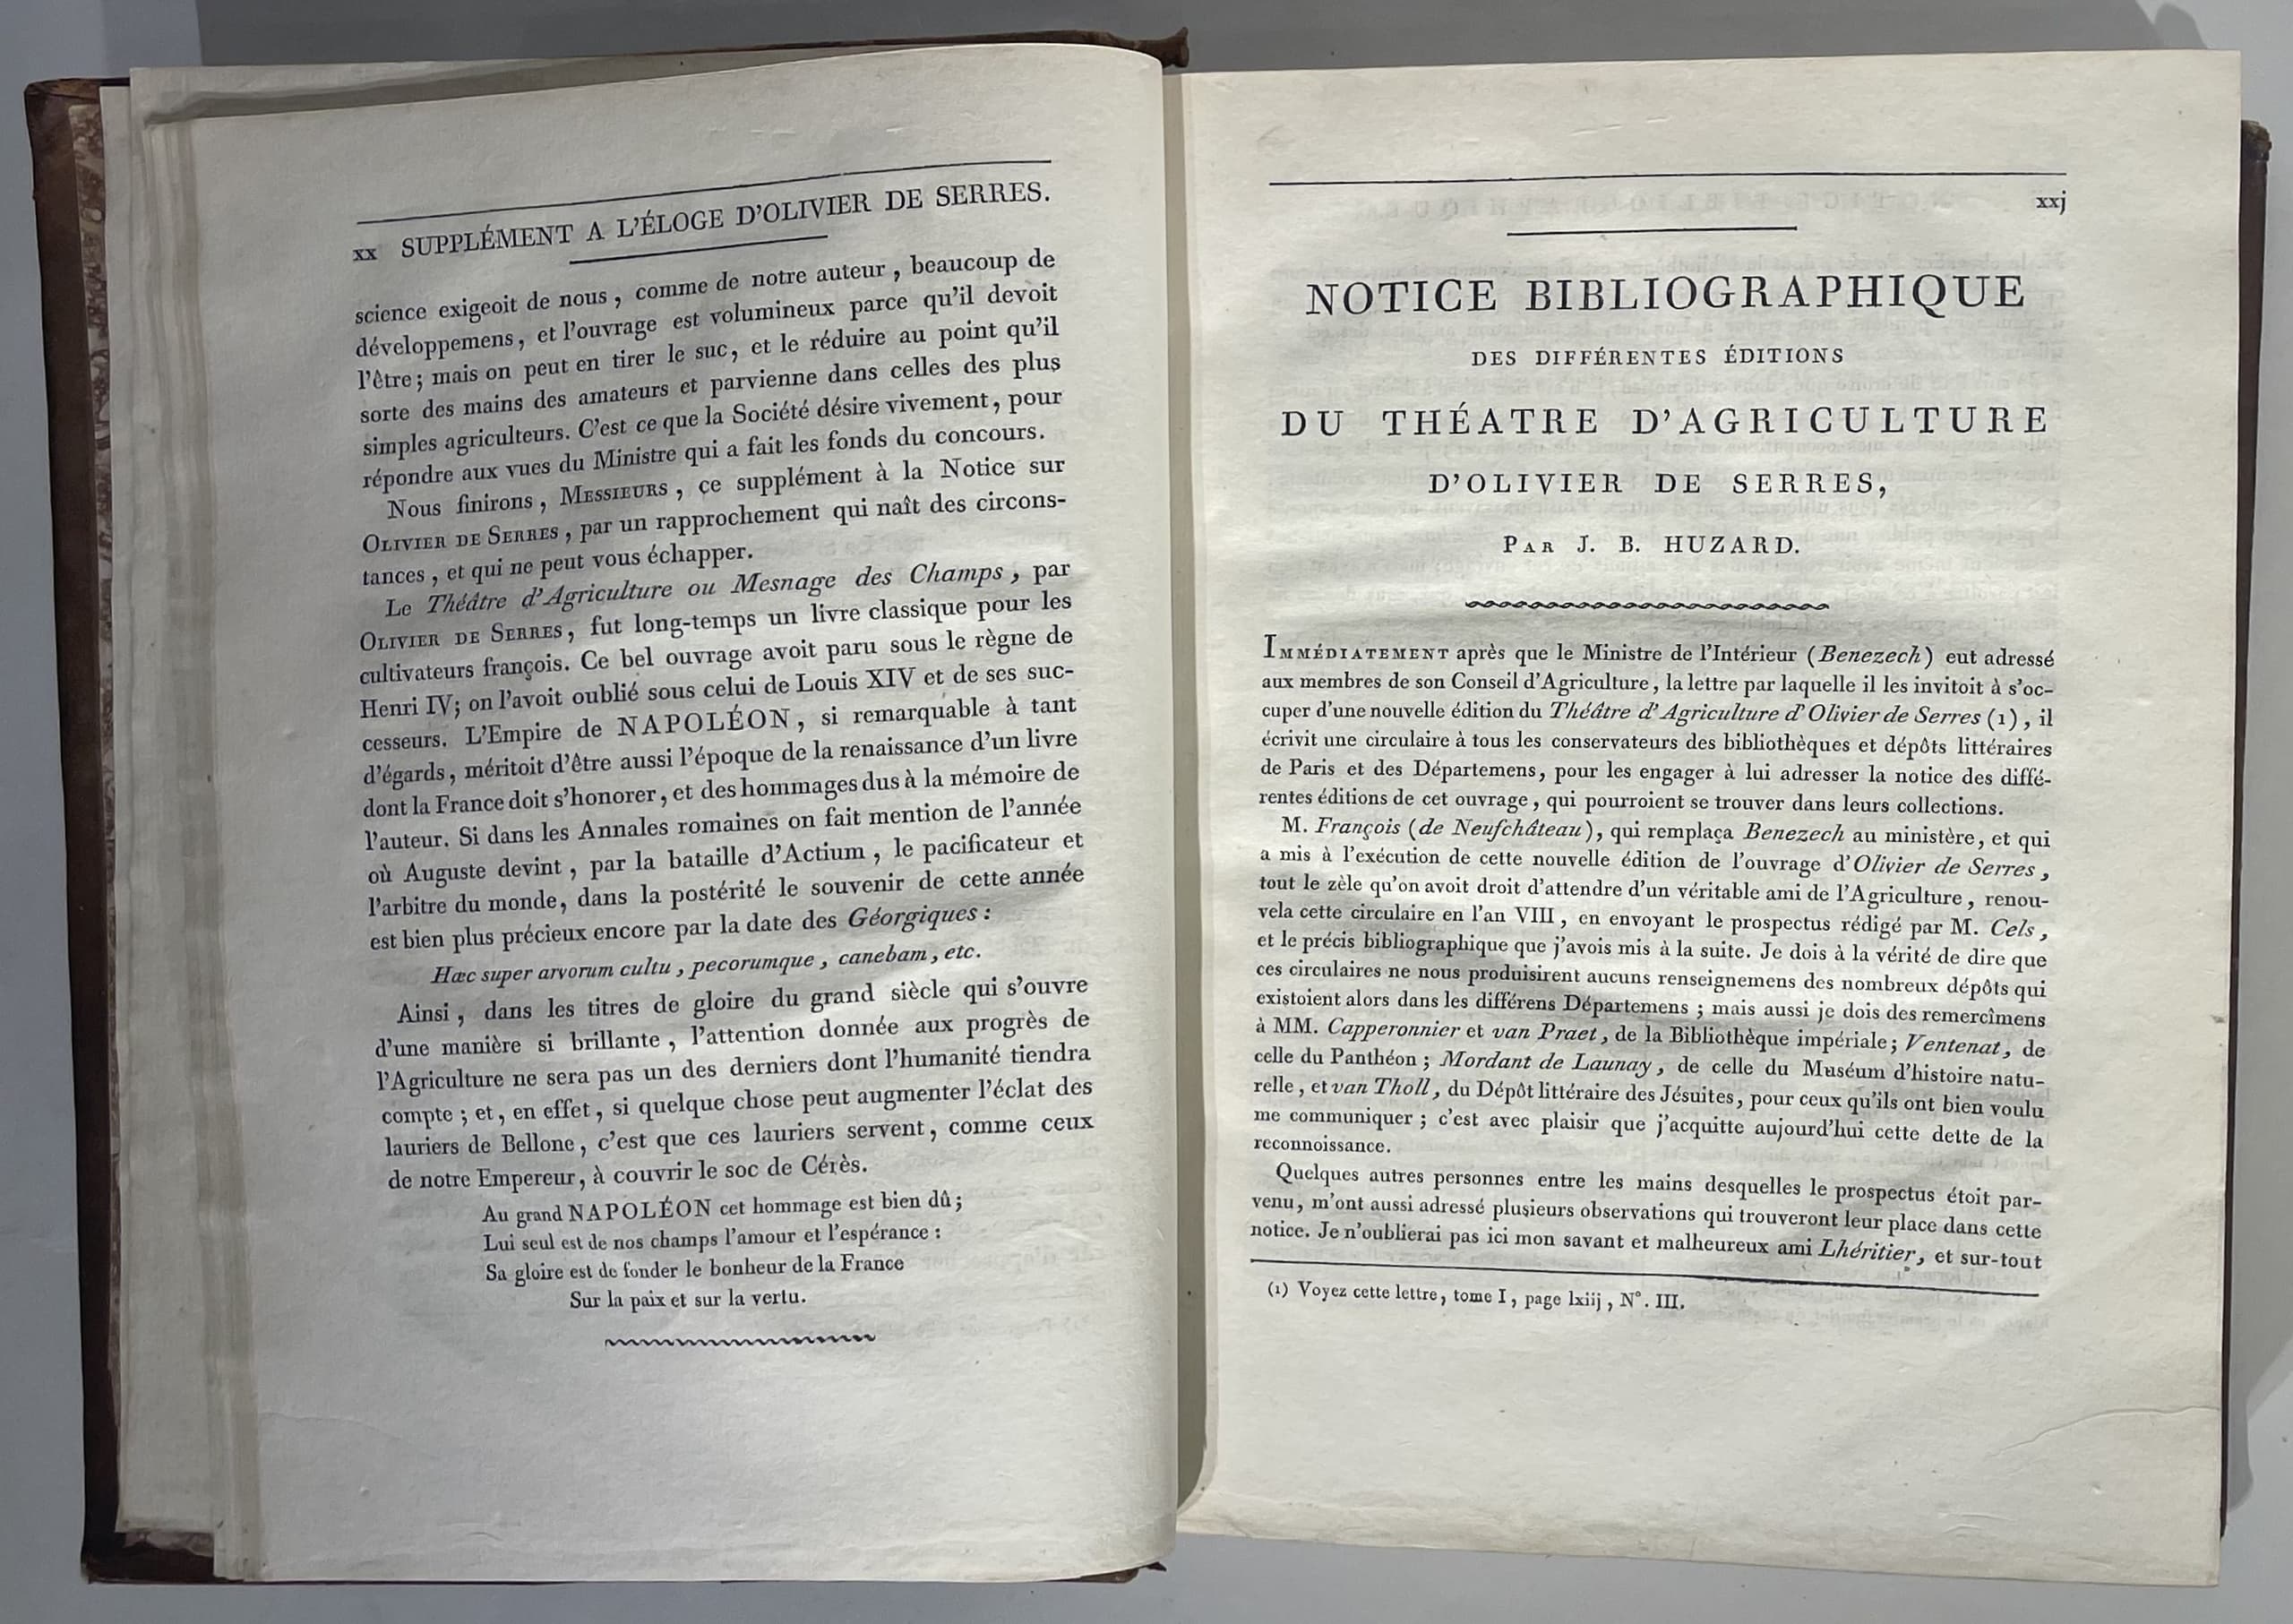 xx SUPPLÉMENT A L'ÉLOGE D'OLIVIER DE SERRES.
science exigeoit de nous, comme de notre auteur, beaucoup de
développemens, et l'ouvrage est volumineux parce qu'il devoit
l'être; mais on peut en tirer le suc, et le réduire au point qu'il
sorte des mains des amateurs et parvienne dans celles des plus
simples agriculteurs. C'est ce que la Société désire vivement, pour
répondre aux vues du Ministre qui a fait les fonds du concours.
Nous finirons, MESSIEURS, ce supplément à la Notice sur
OLIVIER DE SERRES, par un rapprochement qui naît des circons-
tances, et qui ne peut vous échapper.
Le Théâtre d'Agriculture ou Mesnage des Champs, par
OLIVIER DE SERRES, fut long-temps un livre classique pour les
cultivateurs françois. Ce bel ouvrage avoit paru sous le règne de
Henri IV; on l'avoit oublié sous celui de Louis XIV et de ses suc-
cesseurs. L'Empire de NAPOLÉON, si remarquable à tant
d'égards, méritoit d'être aussi l'époque de la renaissance d'un livre
dont la France doit s'honorer, et des hommages dus à la mémoire de
l'auteur. Si dans les Annales romaines on fait mention de l'année
où Auguste devint, par la bataille d'Actium, le pacificateur et
l'arbitre du monde, dans la postérité le souvenir de cette année
est bien plus précieux encore par la date des Géorgiques:
Hæc super arvorum cultu, pecorumque, canebam, etc.
Ainsi, dans les titres de gloire du grand siècle qui s'ouvre
d'une manière si brillante, l'attention donnée aux progrès de
l'Agriculture ne sera pas un des derniers dont l'humanité tiendra
compte; et, en effet, si quelque chose peut augmenter l'éclat des
lauriers de Bellone, c'est que ces lauriers servent, comme ceux
de notre Empereur, à couvrir le soc de Cérès.
Au grand NAPOLÉON cet hommage est bien dû;
Lui seul est de nos champs l'amour et l'espérance:
Sa gloire est de fonder le bonheur de la France
Sur la paix et sur la vertu.
xxj
NOTICE BIBLIOGRAPHIQUE
DES DIFFÉRENTES ÉDITIONS
DU THÉATRE D'AGRICULTURE
D'OLIVIER DE SERRES,
PAR J. B. HUZARD.
IMMÉDIATEMENT après que le Ministre de l'Intérieur (Benezech) eut adressé
aux membres de son Conseil d'Agriculture, la lettre par laquelle il les invitoit à s'oc-
cuper d'une nouvelle édition du Théâtre d'Agriculture d'Olivier de Serres (1), il
écrivit une circulaire à tous les conservateurs des bibliothèques et dépôts littéraires
de Paris et des Départemens, pour les engager à lui adresser la notice des diffé-
rentes éditions de cet ouvrage, qui pourroient se trouver dans leurs collections.
M. François (de Neufchâteau), qui remplaça Benezech au ministère, et qui
a mis à l'exécution de cette nouvelle édition de l'ouvrage d'Olivier de Serres,
tout le zèle qu'on avoit droit d'attendre d'un véritable ami de l'Agriculture, renou-
vela cette circulaire en l'an VIII, en envoyant le prospectus rédigé par M. Cels,
et le précis bibliographique que j'avois mis à la suite. Je dois à la vérité de dire que
ces circulaires ne nous produisirent aucuns renseignemens des nombreux dépôts qui
existoient alors dans les différens Départemens; mais aussi je dois des remercîmens
à MM. Capperonnier et van Praet, de la Bibliothèque impériale; Ventenat, de
celle du Panthéon; Mordant de Launay, de celle du Muséum d'histoire natu-
relle, et van Tholl, du Dépôt littéraire des Jésuites, pour ceux qu'ils ont bien voulu
me communiquer; c'est avec plaisir que j'acquitte aujourd'hui cette dette de la
reconnoissance.
Quelques autres personnes entre les mains desquelles le prospectus étoit par-
venu, m'ont aussi adressé plusieurs observations qui trouveront leur place dans cette
notice. Je n'oublierai pas ici mon savant et malheureux ami Lhéritier, et sur-tout
(1) Voyez cette lettre, tome I, page lxiij, N°. III.